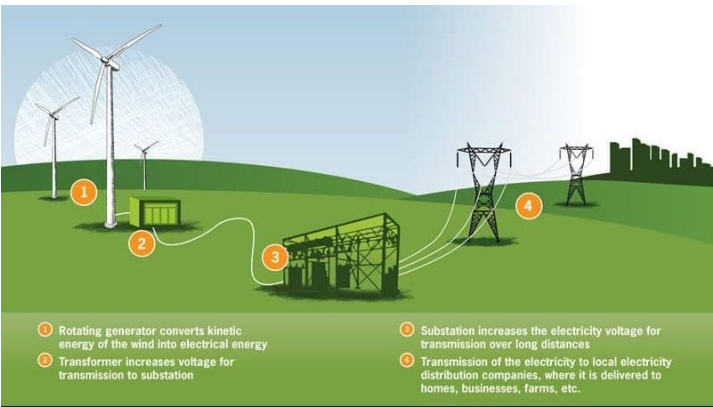 1
2
3
4
1 Rotating generator converts kinetic
energy of the wind into electrical energy
2 Transformer increases voltage for
transmission to substation
3 Substation increases the electricity voltage for
transmission over long distances
4 Transmission of the electricity to local electricity
distribution companies, where it is delivered to
homes, businesses, farms, etc.